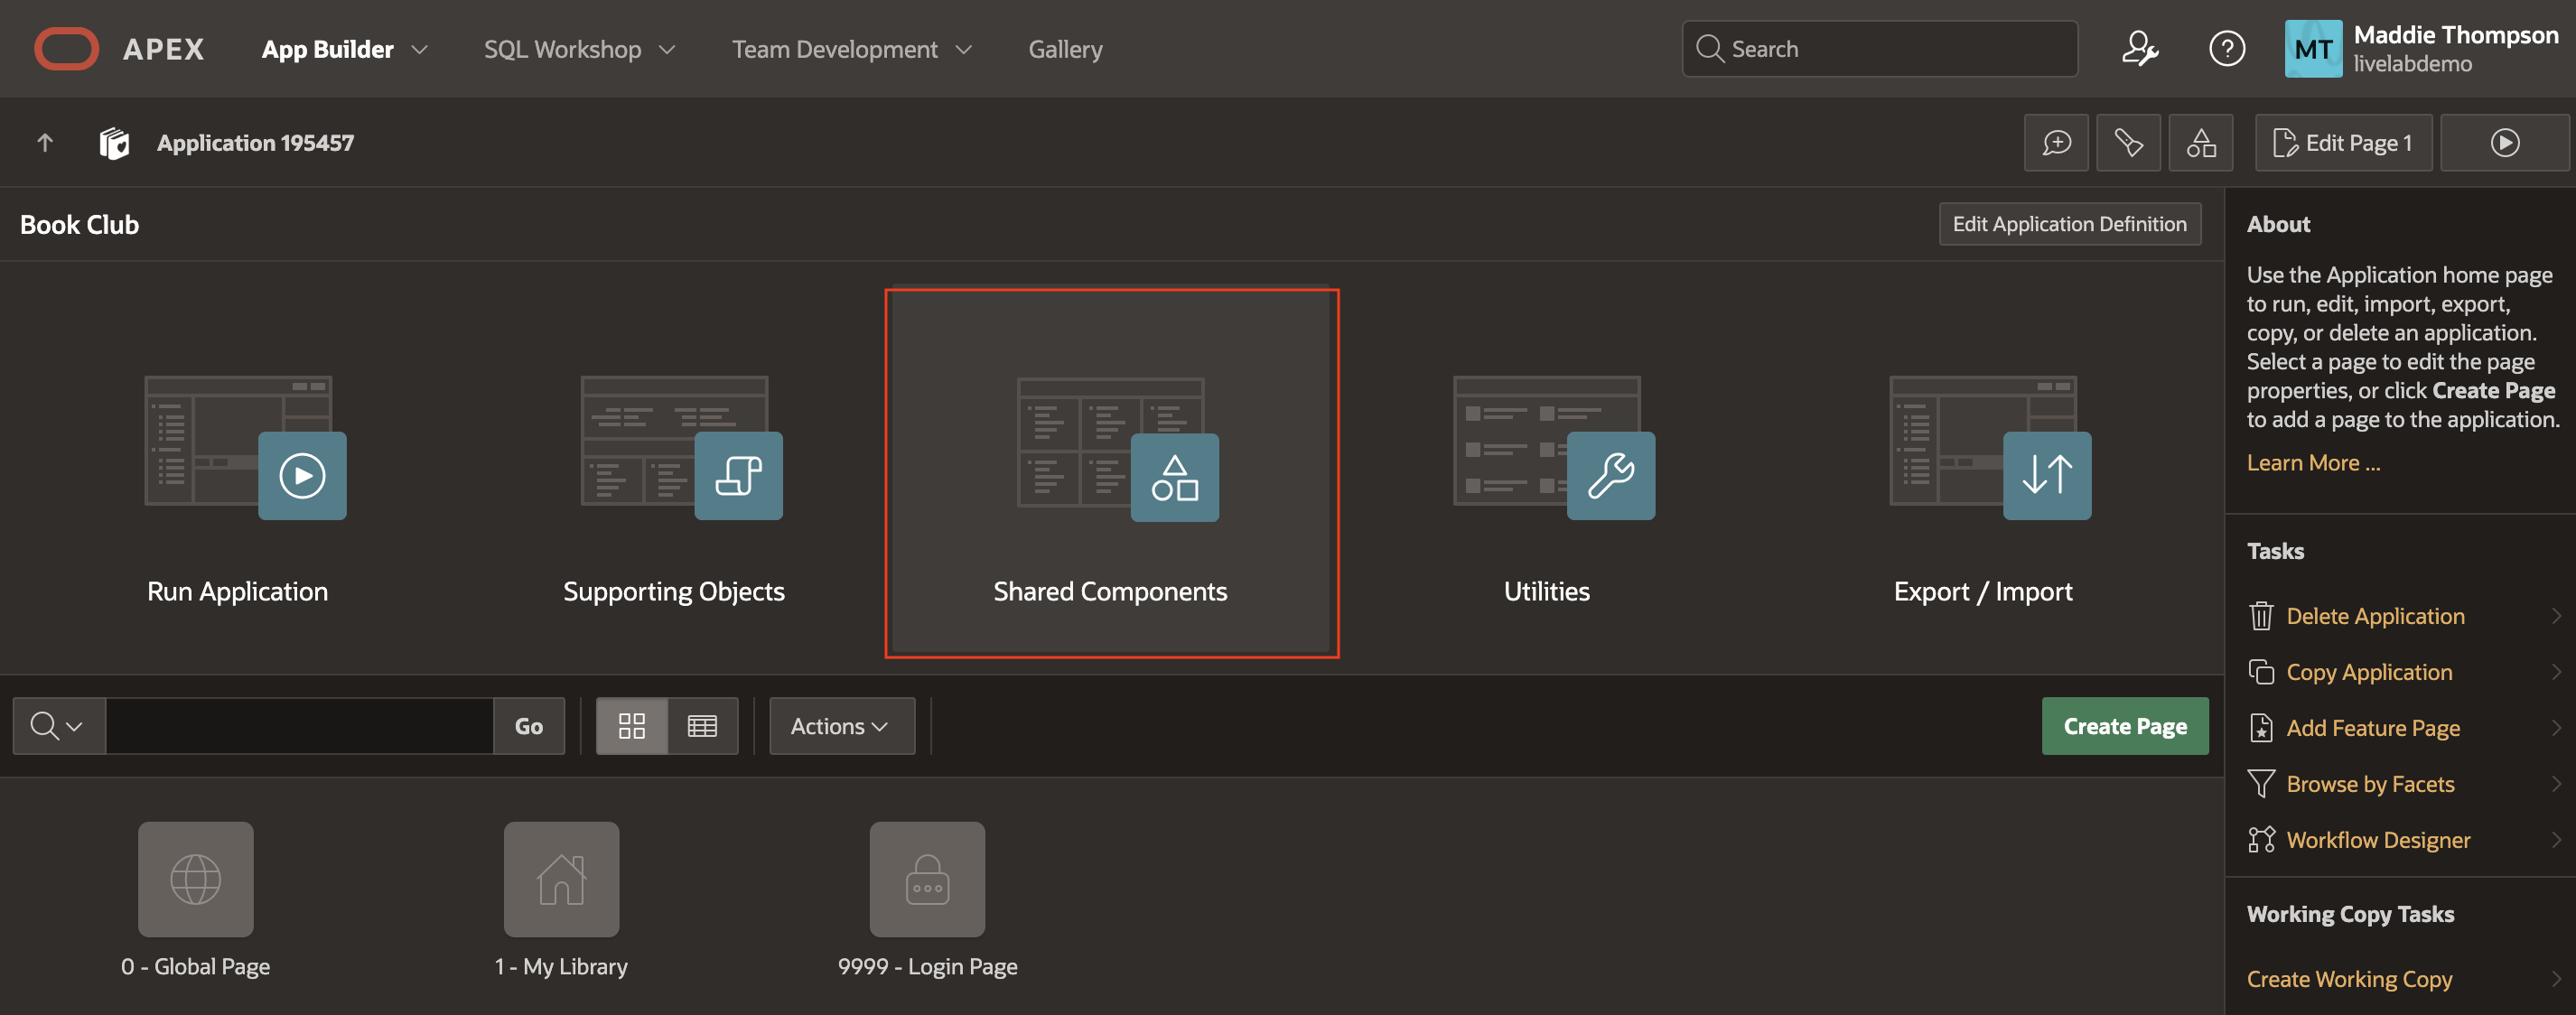 APEX
App Builder
SQL Workshop
Team Development
Gallery
Search
MT
Maddie Thompson
livelabdemo
Application 195457
Edit Page 1
Book Club
Edit Application Definition
Run Application
Supporting Objects
Shared Components
Utilities
Export / Import
Go
Actions
Create Page
0 - Global Page
1 - My Library
9999 - Login Page
About
Use the Application home page
to run, edit, import, export,
copy, or delete an application.
Select a page to edit the page
properties, or click Create Page
to add a page to the application.
Learn More ...
Tasks
Delete Application
Copy Application
Add Feature Page
Browse by Facets
Workflow Designer
Working Copy Tasks
Create Working Copy